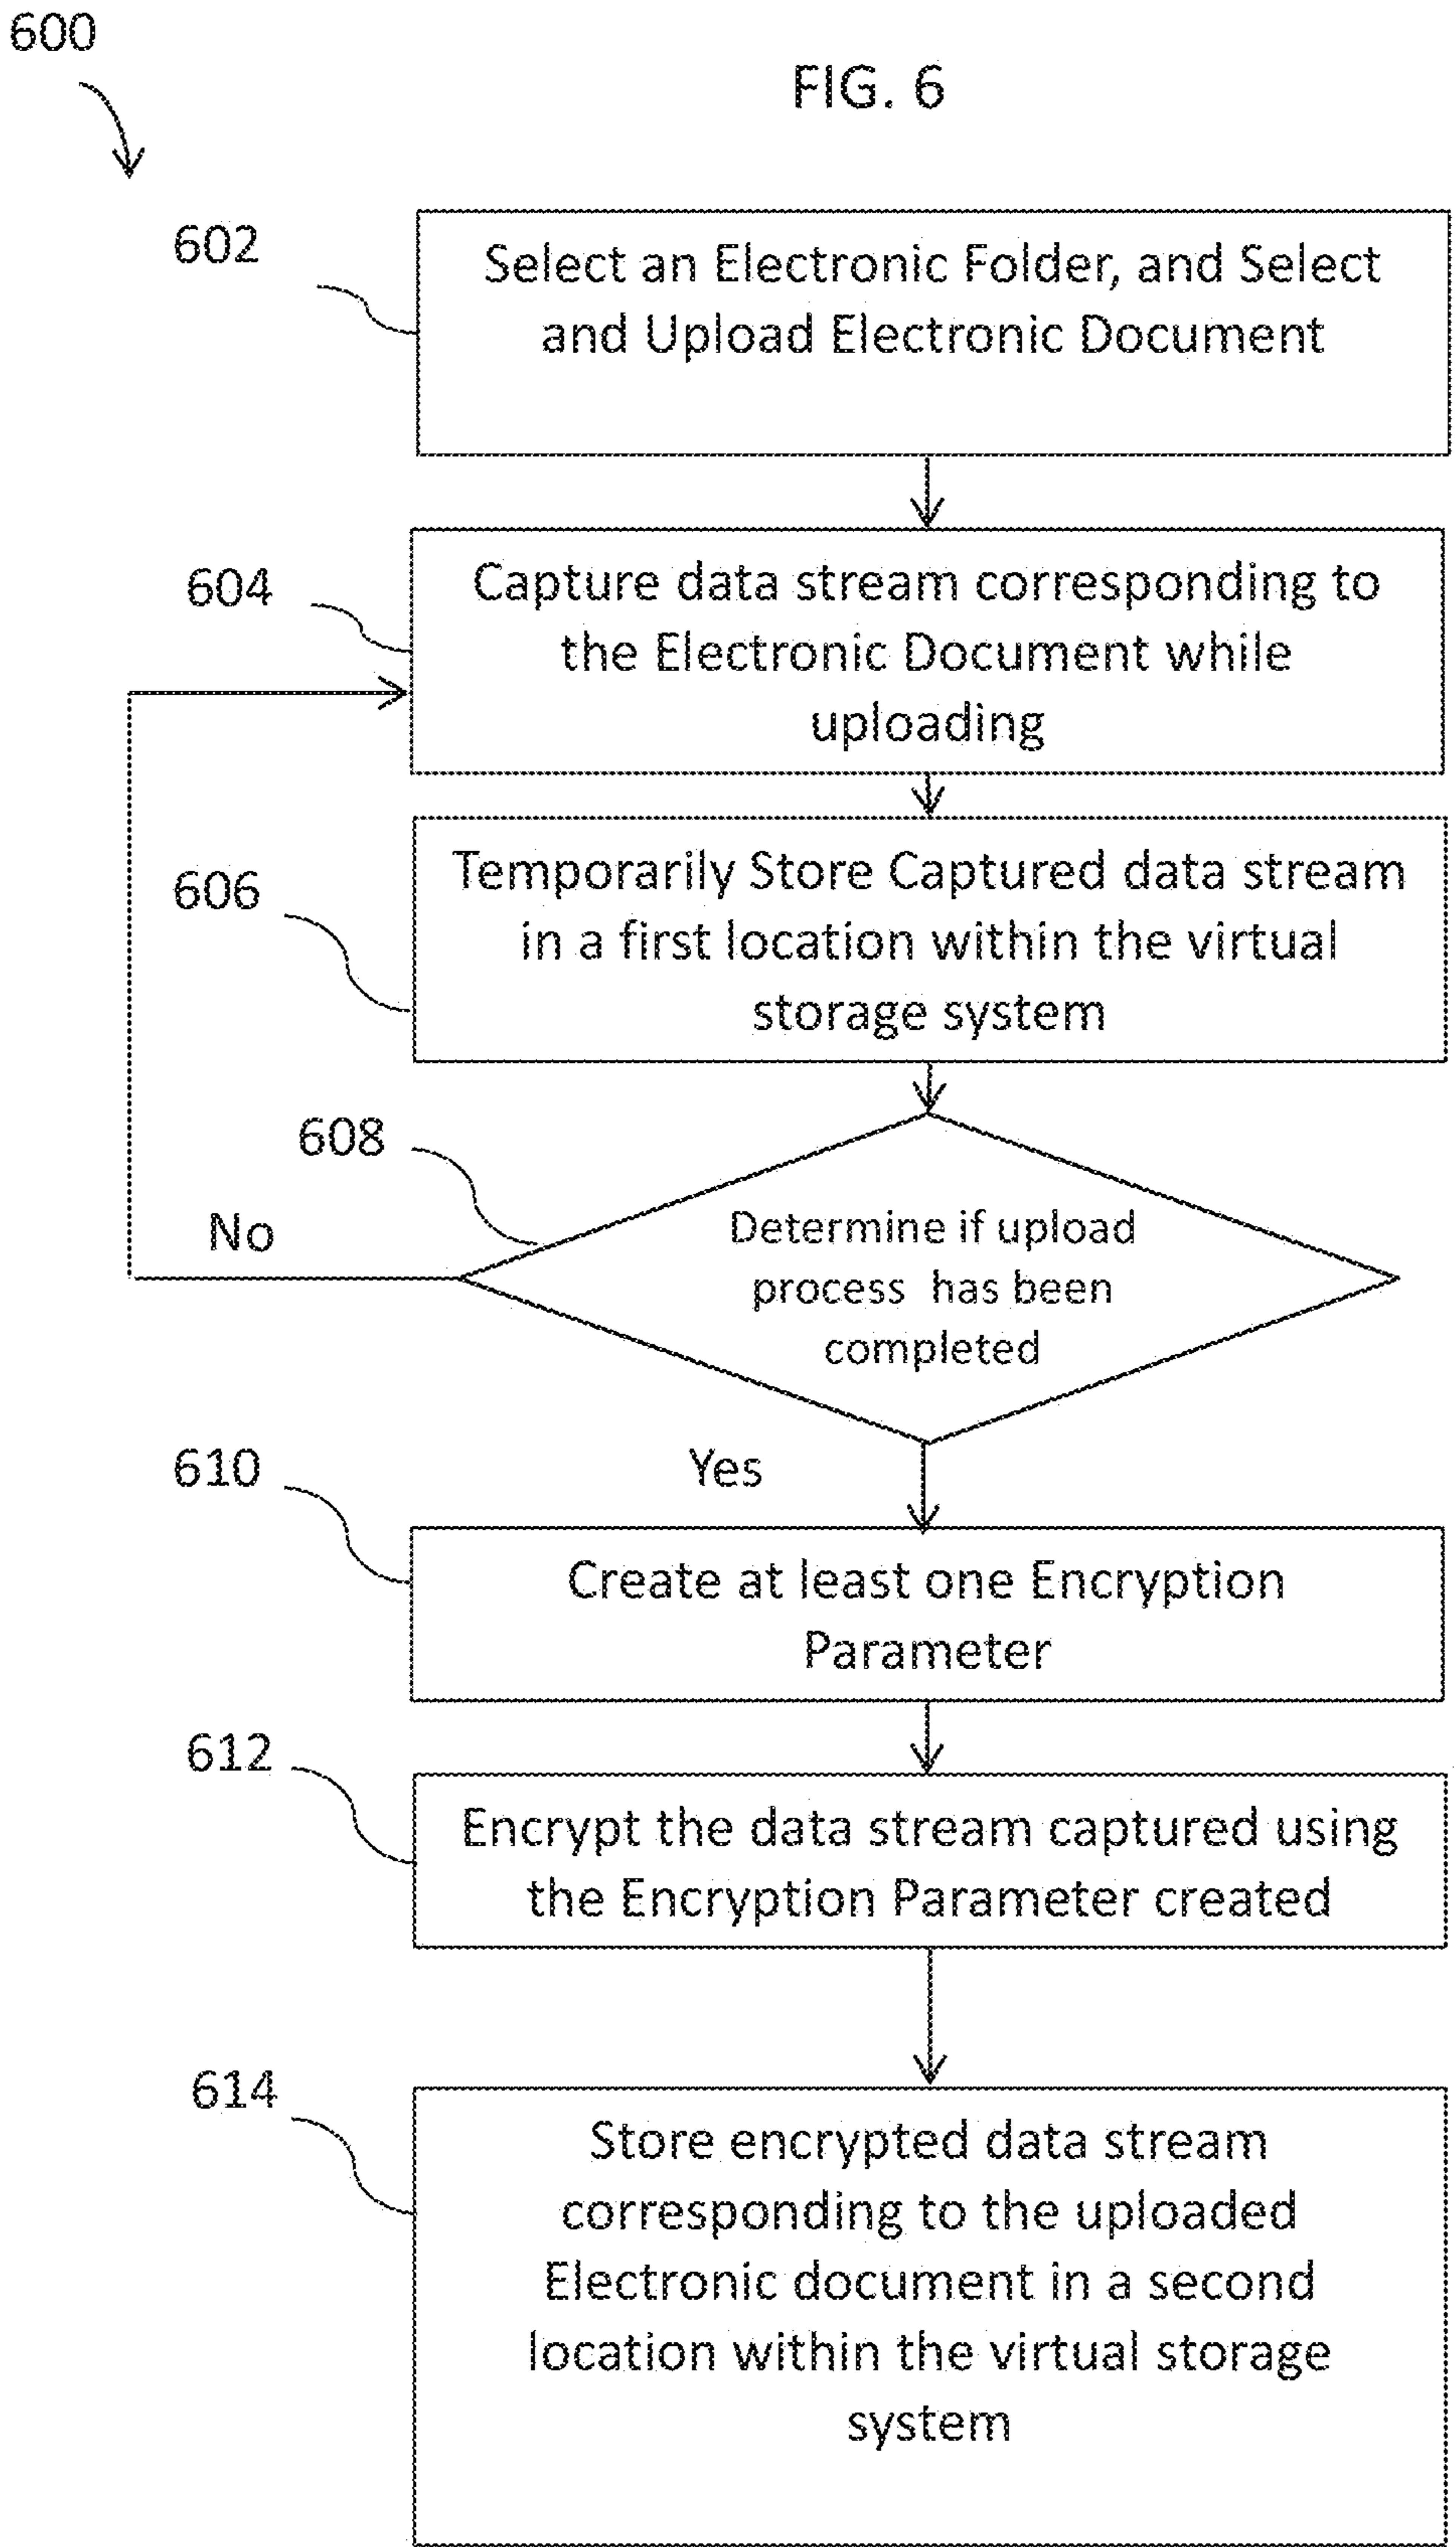 600
FIG. 6
602
Select an Electronic Folder, and Select
and Upload Electronic Document
604
Capture data stream corresponding to
the Electronic Document while
uploading
606
Temporarily Store Captured data stream
in a first location within the virtual
storage system
608
No
Determine if upload
process has been
completed
Yes
610
Create at least one Encryption
Parameter
612
Encrypt the data stream captured using
the Encryption Parameter created
614
Store encrypted data stream
corresponding to the uploaded
Electronic document in a second
location within the virtual storage
system